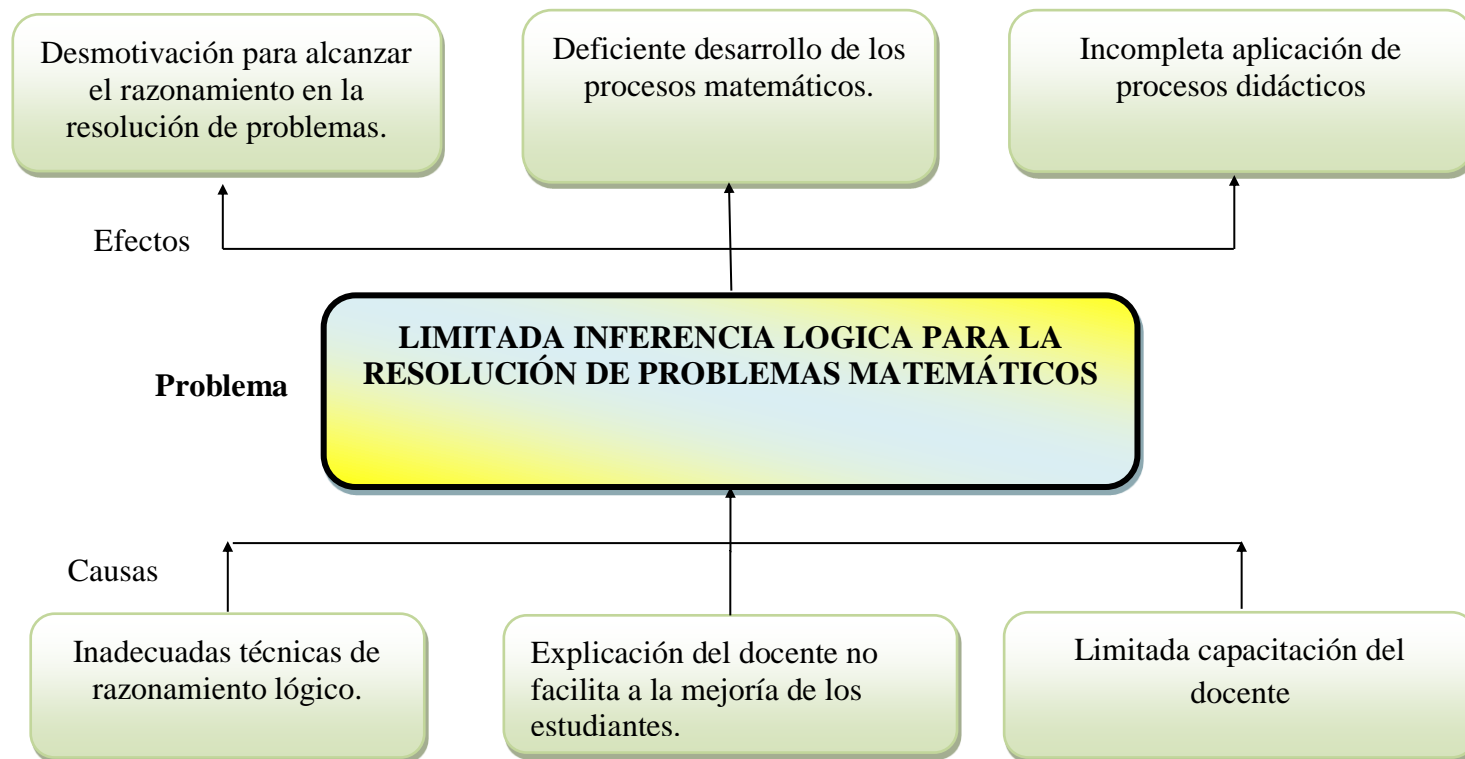 Desmotivación para alcanzar
el razonamiento en la
resolución de problemas.
Deficiente desarrollo de los
procesos matemáticos.
Incompleta aplicación de
procesos didácticos
Efectos
Problema
LIMITADA INFERENCIA LOGICA PARA LA
RESOLUCIÓN DE PROBLEMAS MATEMÁTICOS
Causas
Inadecuadas técnicas de
razonamiento lógico.
Explicación del docente no
facilita a la mejoría de los
estudiantes.
Limitada capacitación del
docente